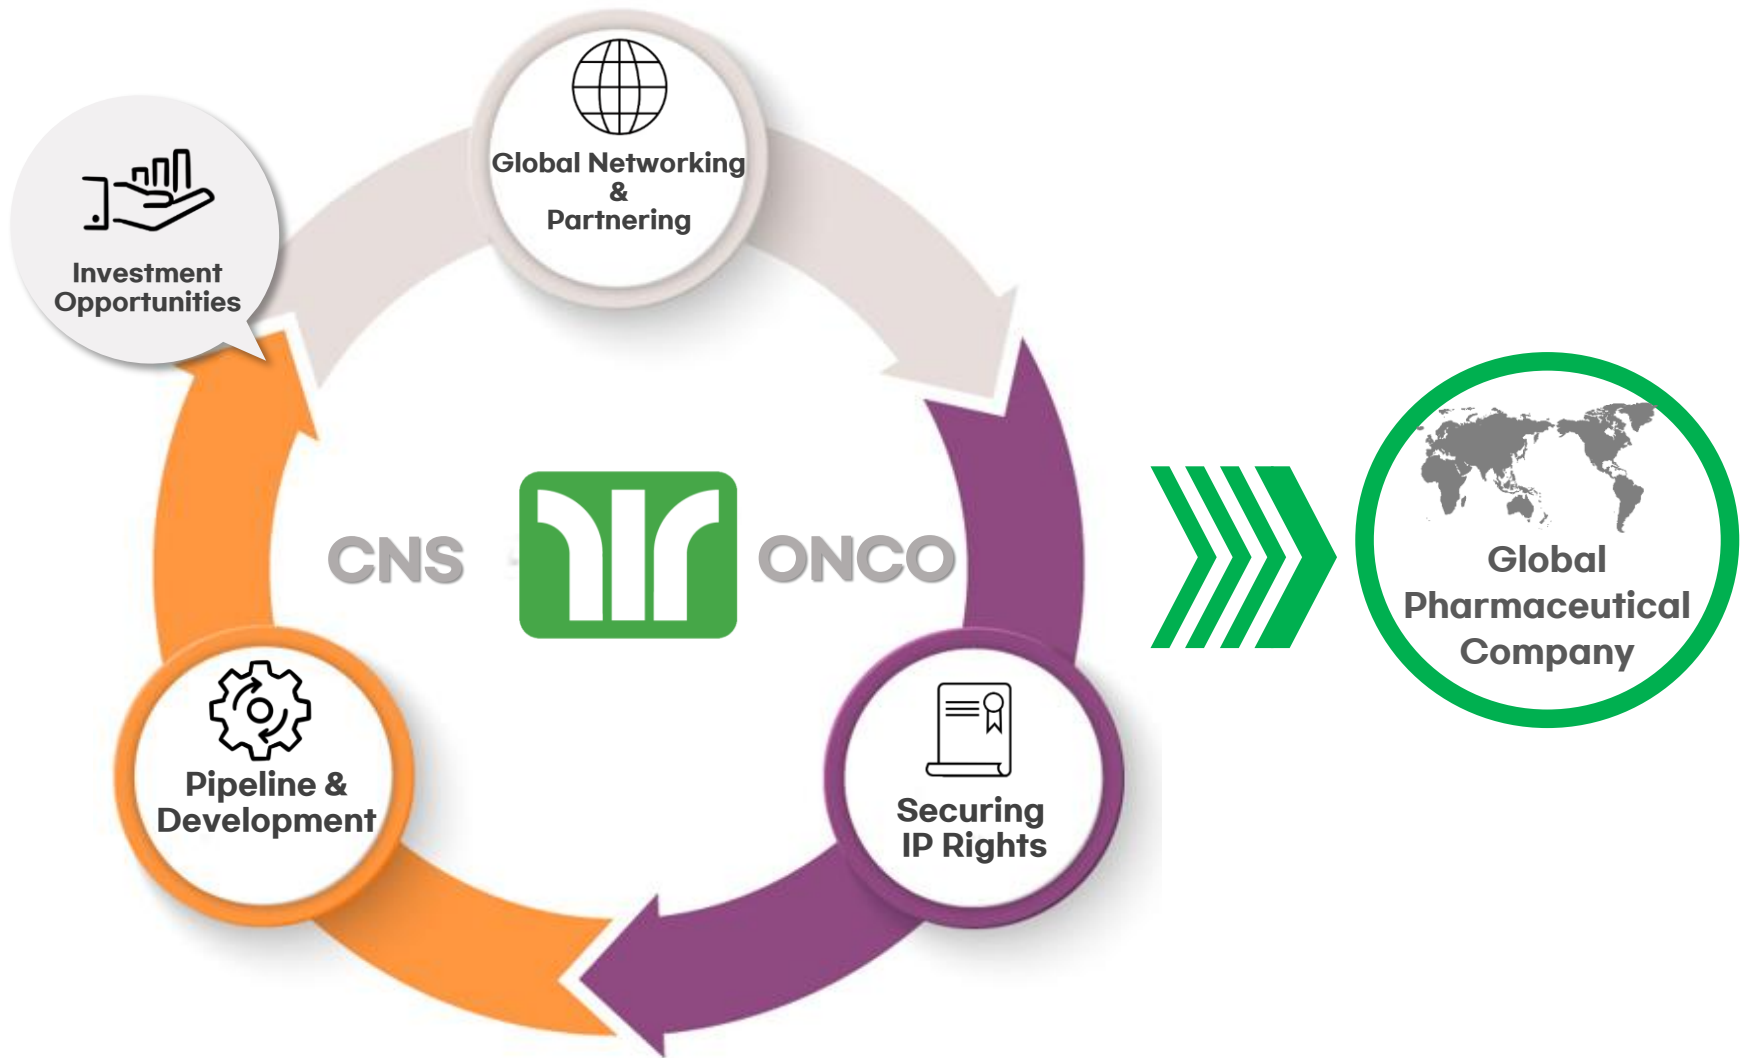 Global Networking
&
Partnering
Investment
Opportunities
CNS
ONCO
Pipeline &
Development
Securing
IP Rights
Global
Pharmaceutical
Company